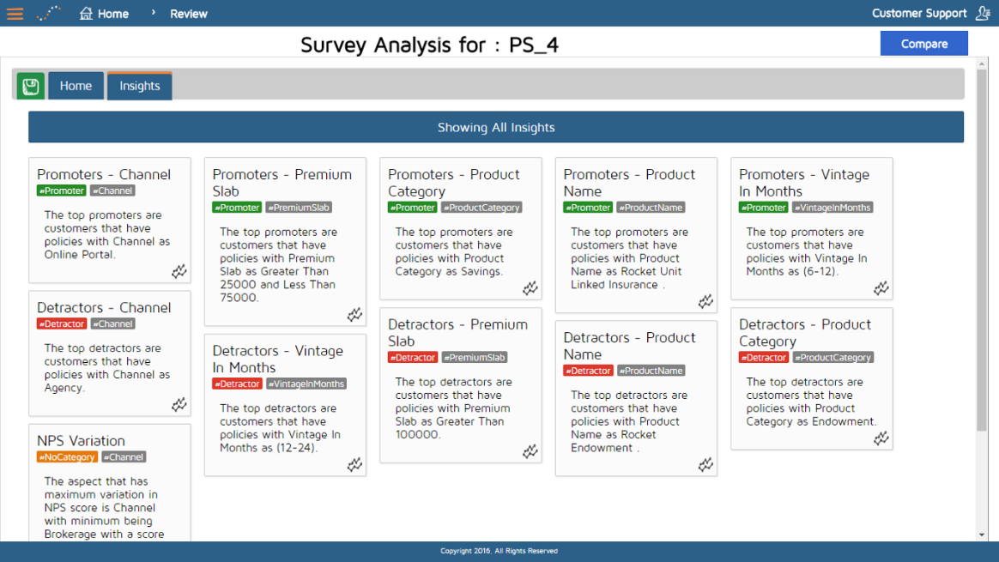 Home › Review
Customer Support
Survey Analysis for : PS_4
Compare
Home
Insights
Showing All Insights
Promoters - Channel
#Promoter #Channel
The top promoters are
customers that have
policies with Channel as
Online Portal.
Detractors - Channel
#Detractor #Channel
The top detractors are
customers that have
policies with Channel as
Agency.
NPS Variation
#NoCategory #Channel
The aspect that has
maximum variation in
NPS score is Channel
with minimum being
Brokerage with a score
Promoters - Premium
Slab
#Promoter #PremiumSlab
The top promoters are
customers that have
policies with Premium
Slab as Greater Than
25000 and Less Than
75000.
Detractors - Vintage
In Months
#Detractor #VintageInMonths
The top detractors are
customers that have
policies with Vintage In
Months as (12-24).
Promoters - Product
Category
#Promoter #ProductCategory
The top promoters are
customers that have
policies with Product
Category as Savings.
Detractors - Premium
Slab
#Detractor #PremiumSlab
The top detractors are
customers that have
policies with Premium
Slab as Greater Than
100000.
Promoters - Product
Name
#Promoter #ProductName
The top promoters are
customers that have
policies with Product
Name as Rocket Unit
Linked Insurance .
Detractors - Product
Name
#Detractor #ProductName
The top detractors are
customers that have
policies with Product
Name as Rocket
Endowment .
Promoters - Vintage
In Months
#Promoter #VintageInMonths
The top promoters are
customers that have
policies with Vintage In
Months as (6-12).
Detractors - Product
Category
#Detractor #ProductCategory
The top detractors are
customers that have
policies with Product
Category as Endowment.
Copyright 2016, All Rights Reserved